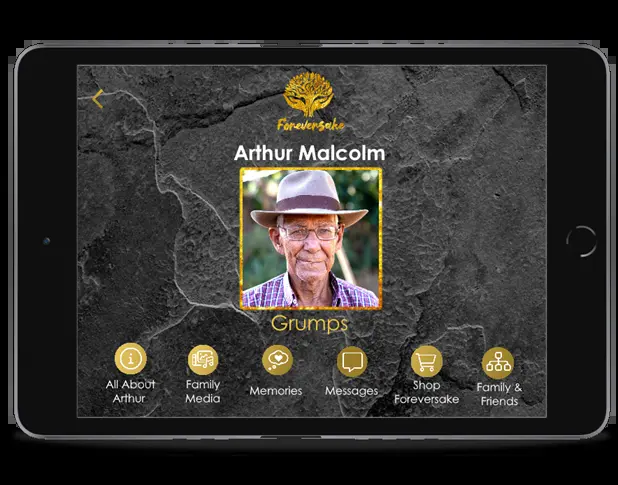 Foreversake
Arthur Malcolm
Grumps
All About
Arthur
Family
Media
Memories
Messages
Shop
Foreversake
Family &
Friends